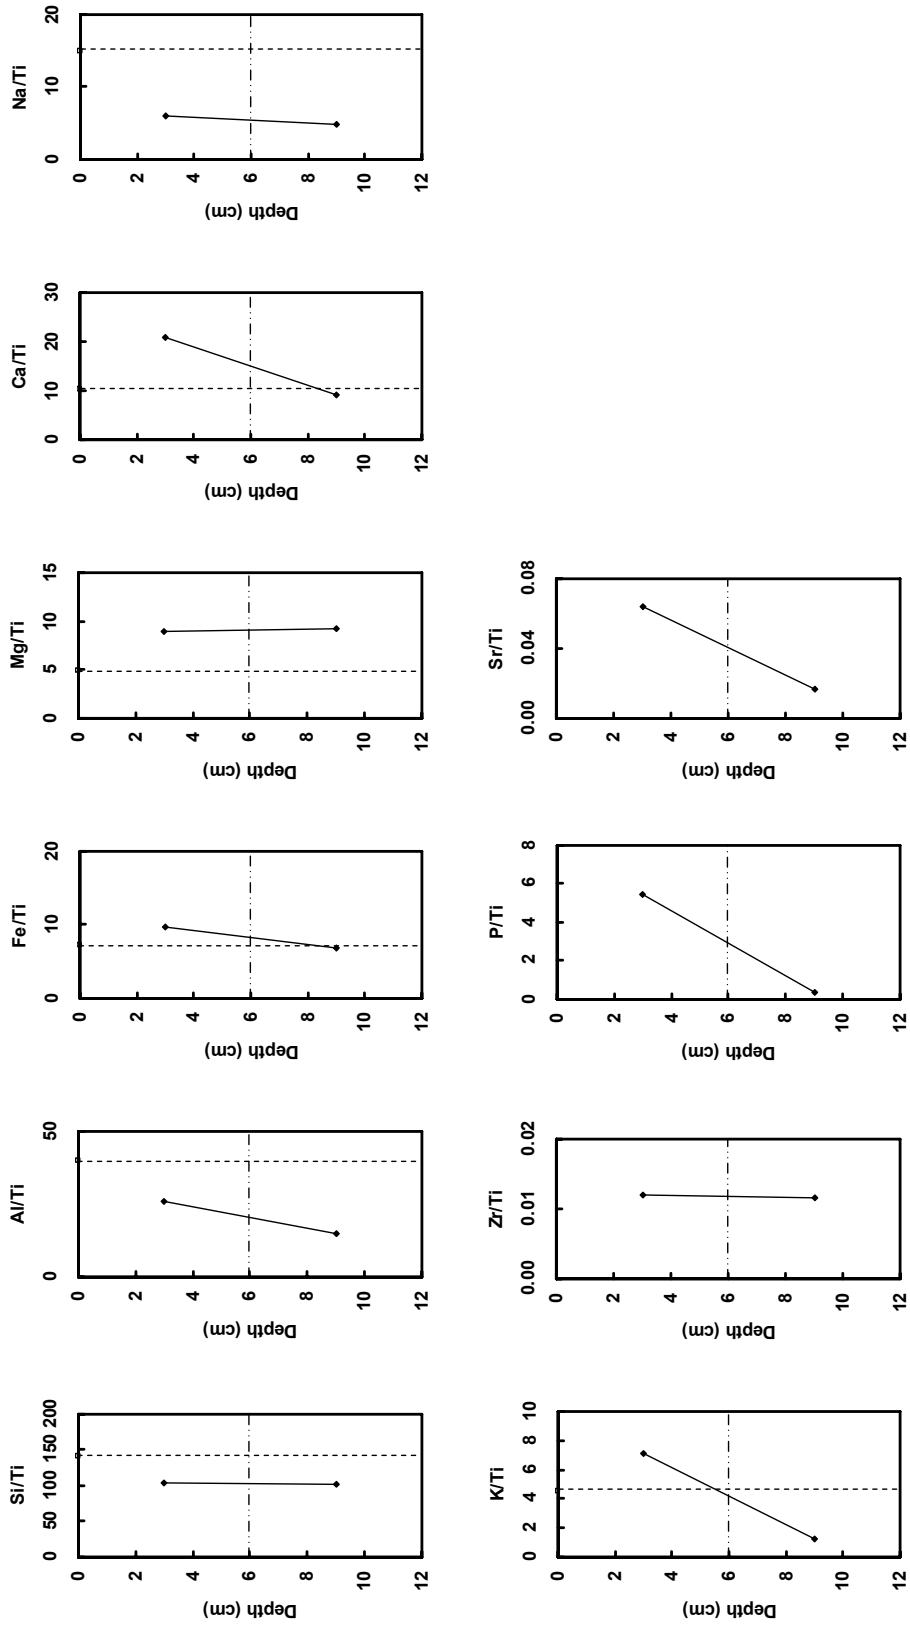 Si/Ti
0 50 100 150 200
0
2
4
6
8
10
12
Depth (cm)
Al/Ti
0 50
0
2
4
6
8
10
12
Depth (cm)
Fe/Ti
0 10 20
0
2
4
6
8
10
12
Depth (cm)
Mg/Ti
0 5 10 15
0
2
4
6
8
10
12
Depth (cm)
Ca/Ti
0 10 20 30
0
2
4
6
8
10
12
Depth (cm)
Na/Ti
0 10 20
0
2
4
6
8
10
12
Depth (cm)
K/Ti
0 2 4 6 8 10
0
2
4
6
8
10
12
Depth (cm)
Zr/Ti
0.00 0.01 0.02
0
2
4
6
8
10
12
Depth (cm)
P/Ti
0 2 4 6 8
0
2
4
6
8
10
12
Depth (cm)
Sr/Ti
0.00 0.04 0.08
0
2
4
6
8
10
12
Depth (cm)